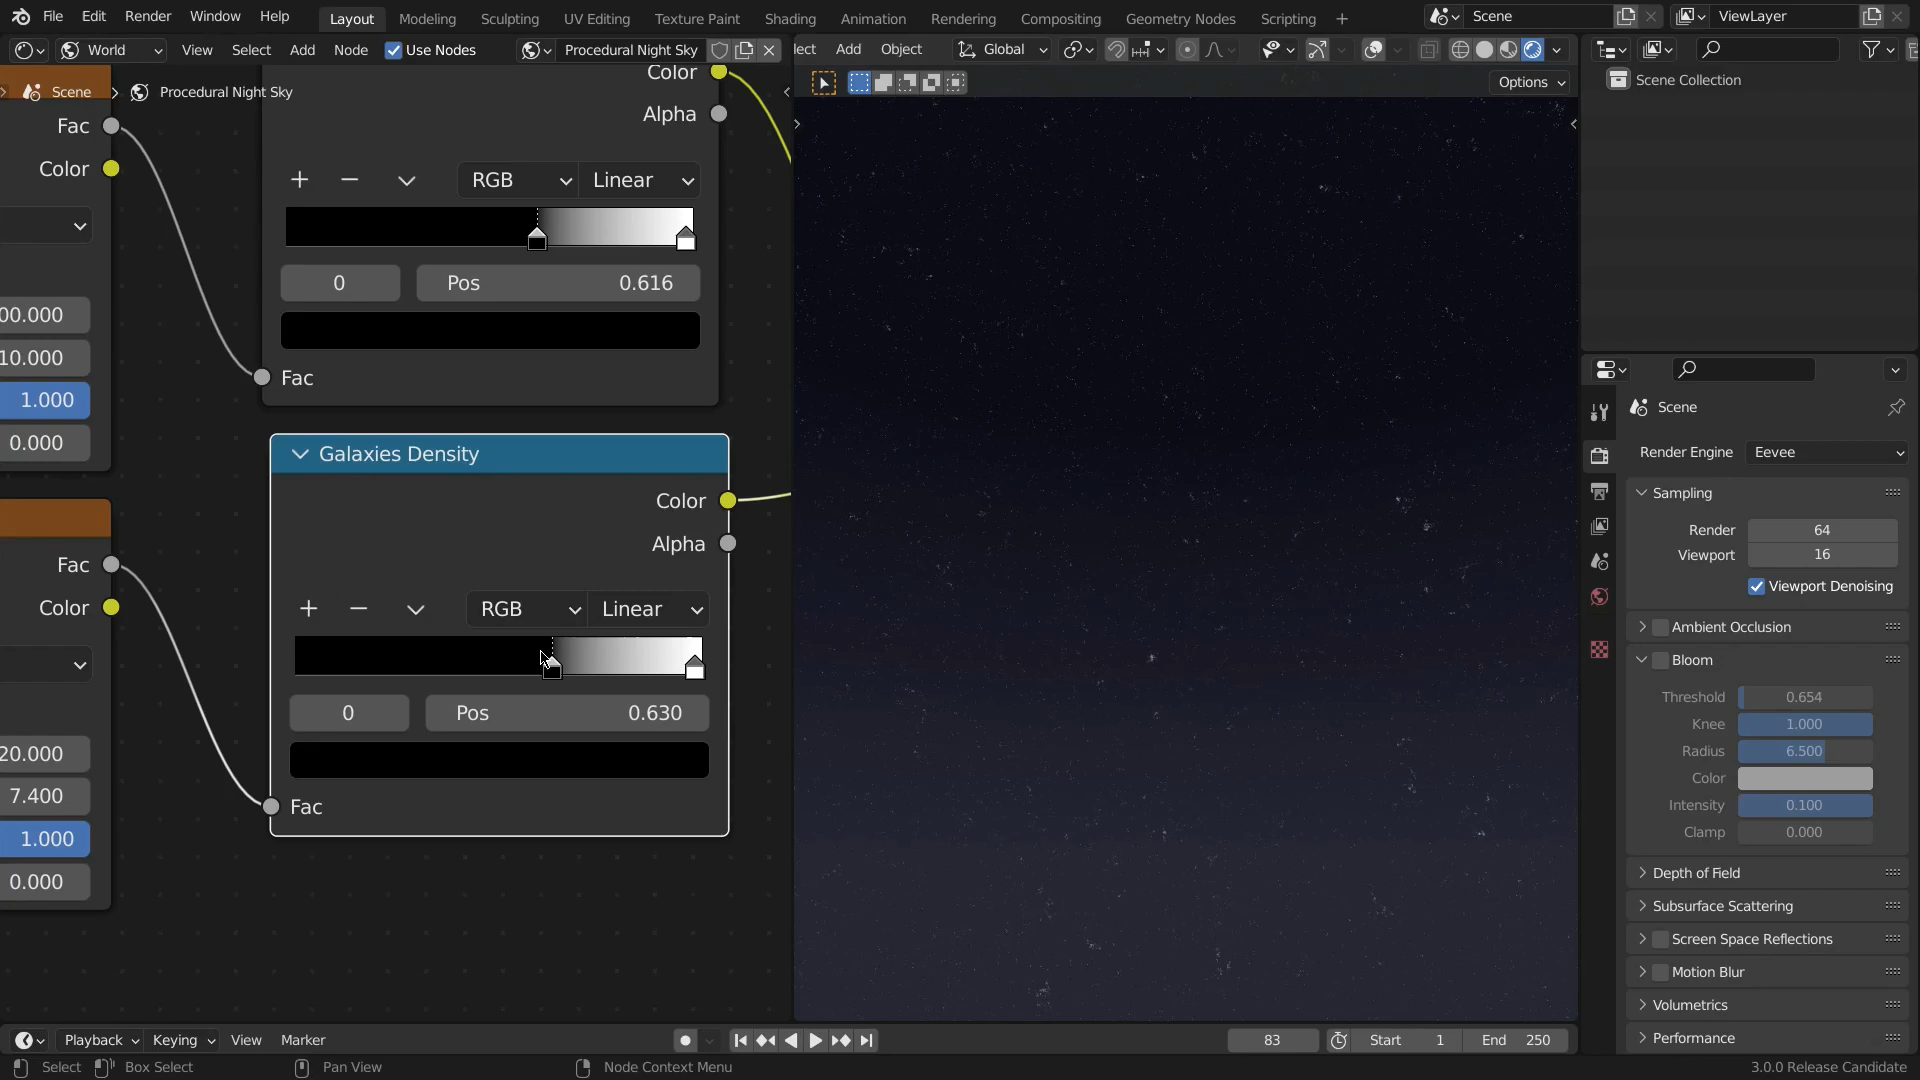 File Edit Render Window Help Layout Modeling Sculpting UV Editing Texture Paint Shading Animation Rendering Compositing Geometry Nodes Scripting Scene ViewLayer
World View Select Add Node Use Nodes Procedural Night Sky lect Add Object Global
Scene Procedural Night Sky
Options
Scene Collection
Color
Alpha
Fac
Color
RGB Linear
0 Pos 0.616
00.000
10.000
1.000
0.000
Fac
Galaxies Density
Color
Alpha
Fac
Color
RGB Linear
0 Pos 0.630
20.000
7.400
1.000
0.000
Fac
Scene
Render Engine Eevee
Sampling
Render 64
Viewport 16
Viewport Denoising
Ambient Occlusion
Bloom
Threshold 0.654
Knee 1.000
Radius 6.500
Color
Intensity 0.100
Clamp 0.000
Depth of Field
Subsurface Scattering
Screen Space Reflections
Motion Blur
Volumetrics
Performance
Playback Keying View Marker 83 Start 1 End 250
Select Box Select Pan View Node Context Menu 3.0.0 Release Candidate